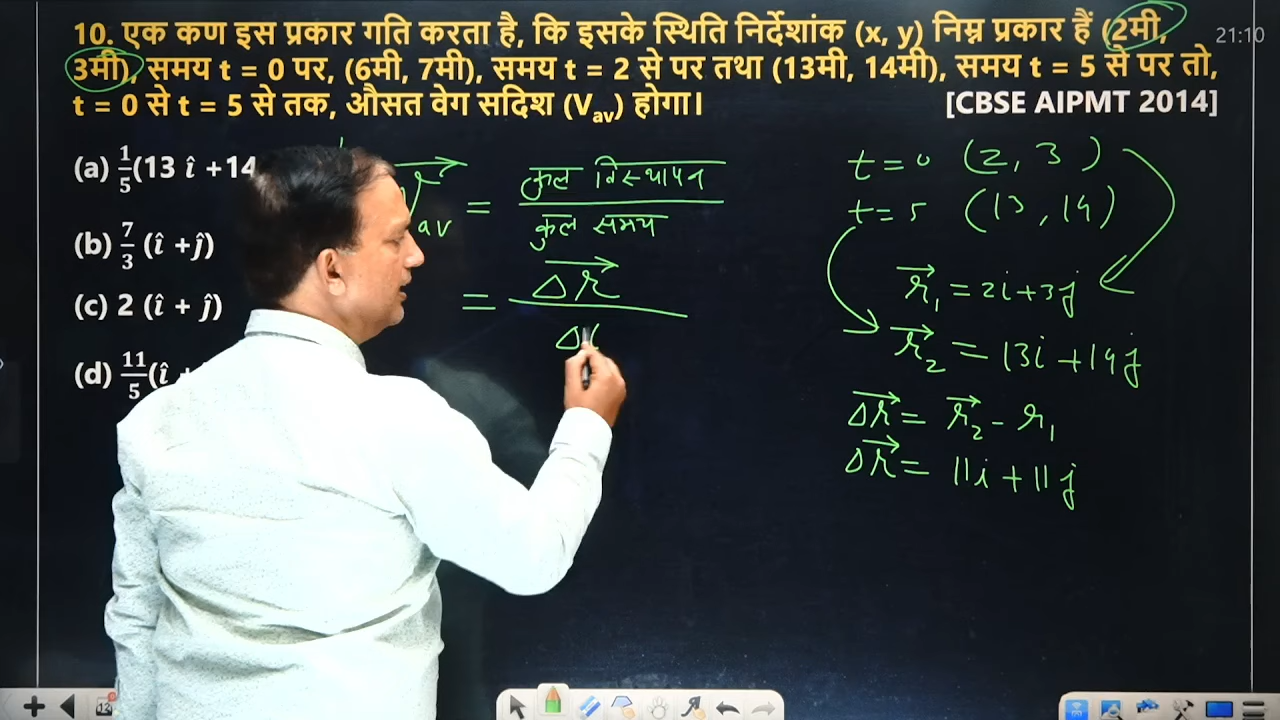 10. एक कण इस प्रकार गति करता है, कि इसके स्थिति निर्देशांक (x, y) निम्न प्रकार हैं (2मी,
3मी), समय t = 0 पर, (6मी, 7मी), समय t = 2 से पर तथा (13मी, 14मी), समय t = 5 से पर तो,
t = 0 से t = 5 से तक, औसत वेग सदिश (Vav) होगा।
[CBSE AIPMT 2014]
21:10
(a) 1/5 (13 î +14
(b) 7/3 (î +ĵ)
(c) 2 (î + ĵ)
(d) 11/5 (î
av = कुल विस्थापन / कुल समय
= Δr⃗ / Δ
t=0 (2, 3)
t=5 (13, 14)
r⃗₁ = 2i+3j
r⃗₂ = 13i+14j
Δr⃗ = r⃗₂ - r₁
Δr⃗ = 11i+11j
12